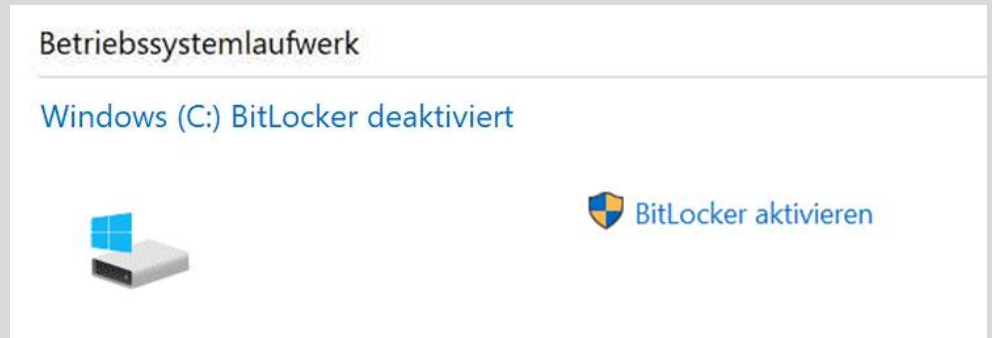 Betriebssystemlaufwerk
Windows (C:) BitLocker deaktiviert
BitLocker aktivieren